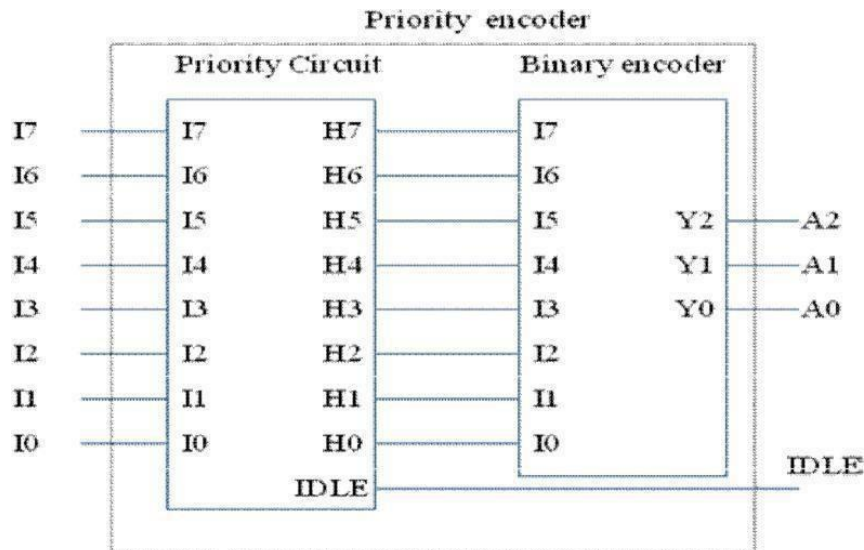 Priority encoder
Priority Circuit Binary encoder
I7 I7 H7 I7
I6 I6 H6 I6
I5 I5 H5 I5 Y2 A2
I4 I4 H4 I4 Y1 A1
I3 I3 H3 I3 Y0 A0
I2 I2 H2 I2
I1 I1 H1 I1
I0 I0 H0 I0
IDLE IDLE